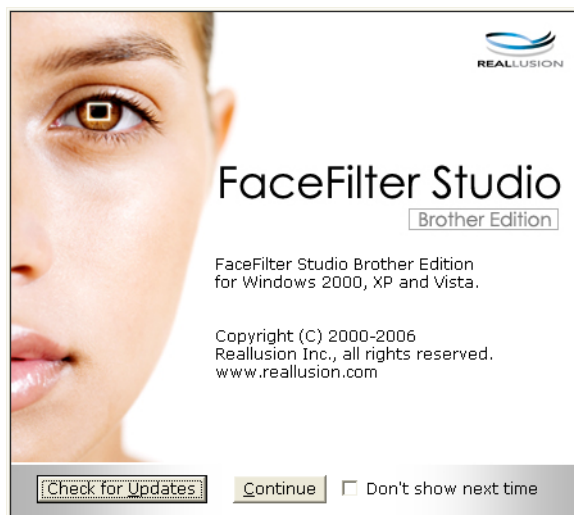 REALLUSION
FaceFilter Studio
Brother Edition
FaceFilter Studio Brother Edition
for Windows 2000, XP and Vista.
Copyright (C) 2000-2006
Reallusion Inc., all rights reserved.
www.reallusion.com
Check for Updates
Continue
Don't show next time